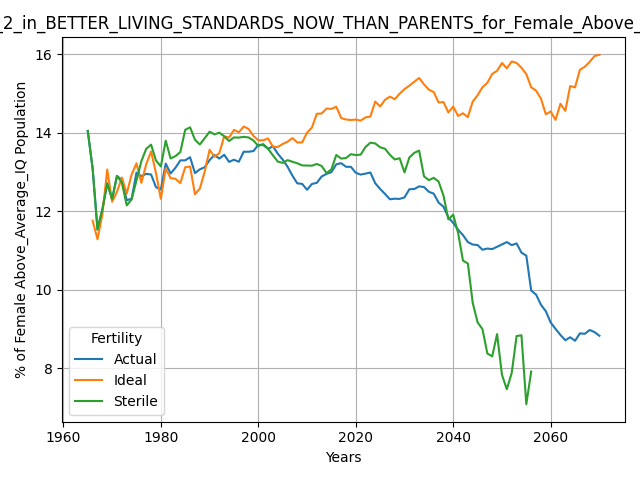 _2_in_BETTER_LIVING_STANDARDS_NOW_THAN_PARENTS_for_Female_Above_
% of Female Above_Average_IQ Population
16
14
12
10
8
Fertility
Actual
Ideal
Sterile
1960
1980
2000
2020
2040
2060
Years